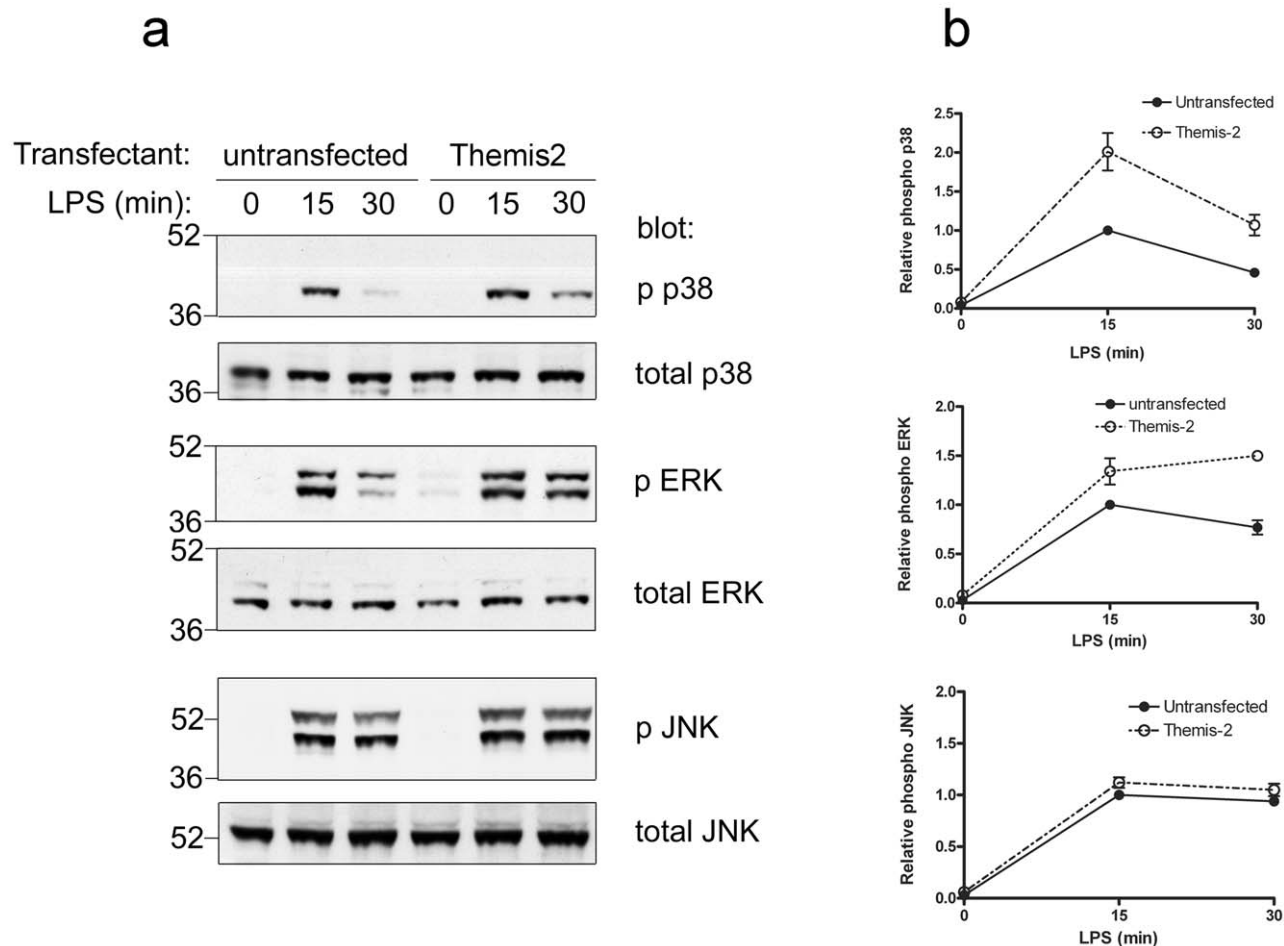 a
Transfectant: untransfected Themis2
LPS (min): 0 15 30 0 15 30
blot:
52
p p38
36
total p38
36
52
p ERK
36
52
total ERK
36
p JNK
52
36
total JNK
52
b
Untransfected
Themis-2
Relative phospho p38
2.5
2.0
1.5
1.0
0.5
0.0
0 15 30
LPS (min)
untransfected
Themis-2
Relative phospho ERK
2.0
1.5
1.0
0.5
0.0
0 15 30
LPS (min)
Untransfected
Themis-2
Relative phospho JNK
2.0
1.5
1.0
0.5
0.0
0 15 30
LPS (min)